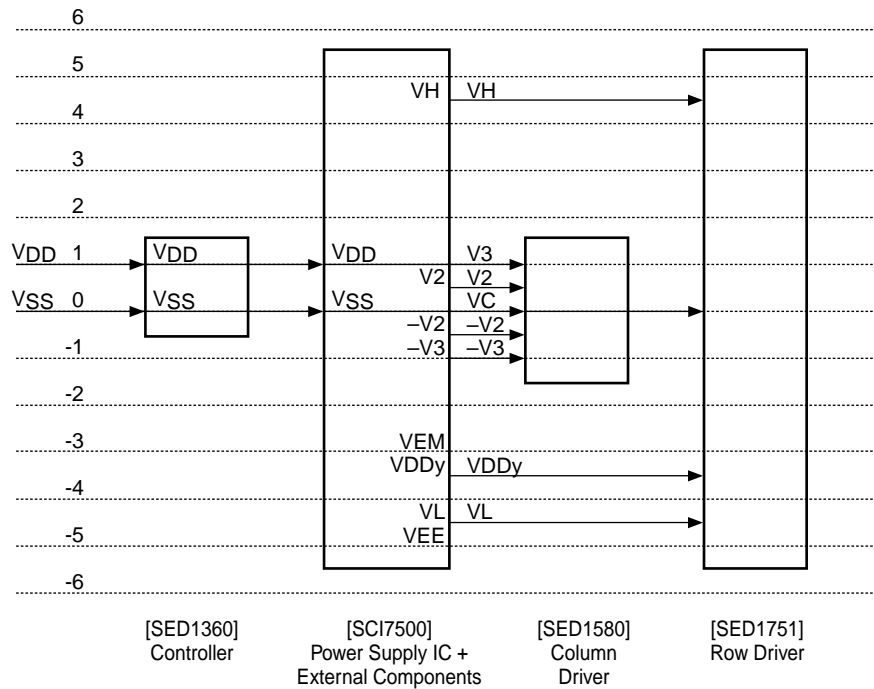 6
5
VH VH
4
3
2
VDD 1 VDD VDD V3
V2 V2
VSS 0 VSS VSS VC
–V2 –V2
-1 –V3 –V3
-2
-3 VEM
VDDy VDDy
-4
VL VL
-5 VEE
-6
[SED1360] [SCI7500] [SED1580] [SED1751]
Controller Power Supply IC + Column Row Driver
External Components Driver